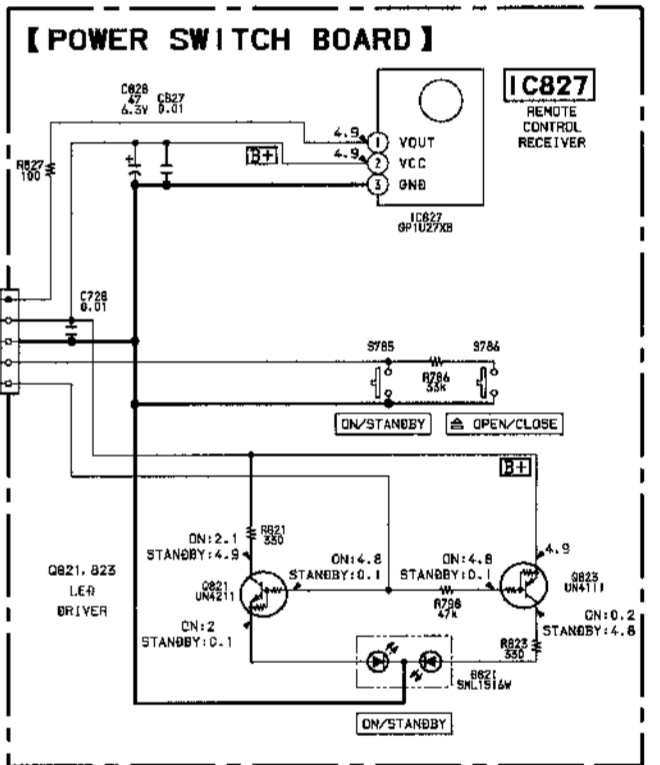 【POWER SWITCH BOARD】
IC827
REMOTE
CONTROL
RECEIVER
C828
47
6.3V
C827
0.01
4.9
1 VOUT
4.9
2 VCC
3 GND
B+
R827
100
IC827
GP1U27XB
C728
0.01
S785
S786
R786
33K
ON/STANDBY
OPEN/CLOSE
B+
ON:2.1
STANDBY:4.9
R821
330
Q821, 823
LED
DRIVER
Q821
UN4211
ON:4.8
STANDBY:0.1
ON:4.8
STANDBY:0.1
4.9
Q823
UN4111
R798
47K
ON:2
STANDBY:0.1
ON:0.2
STANDBY:4.8
R823
330
D821
SML1516W
ON/STANDBY